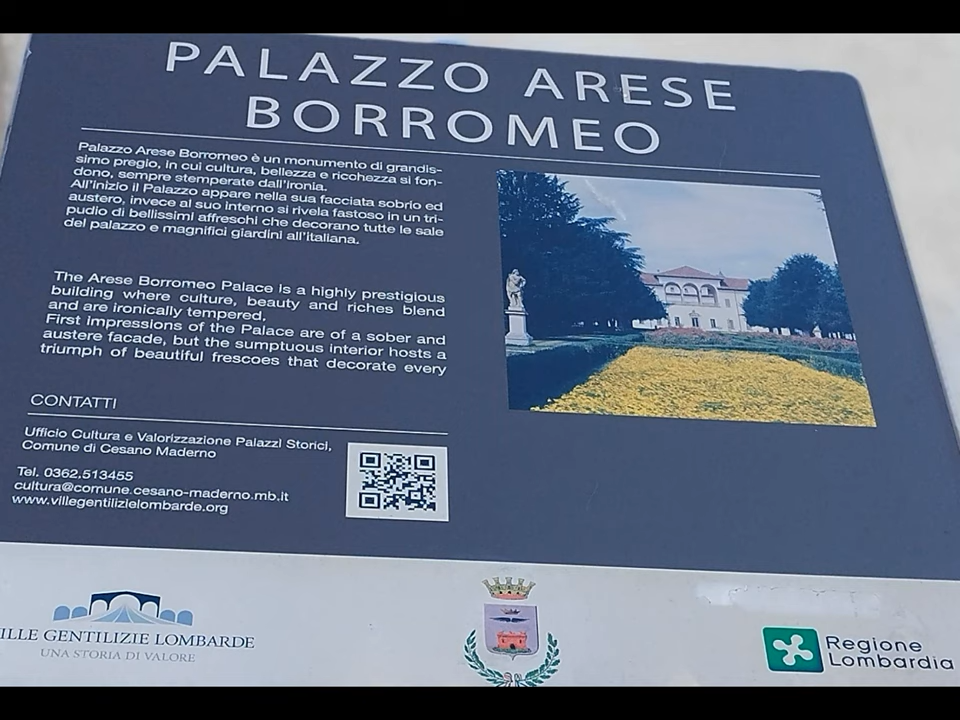 PALAZZO ARESE
BORROMEO
Palazzo Arese Borromeo è un monumento di grandis-
simo pregio, in cui cultura, bellezza e ricchezza si fon-
dono, sempre stemperate dall'ironia.
All'inizio il Palazzo appare nella sua facciata sobrio ed
austero, invece al suo interno si rivela fastoso in un tri-
pudio di bellissimi affreschi che decorano tutte le sale
del palazzo e magnifici giardini all'italiana.
The Arese Borromeo Palace is a highly prestigious
building where culture, beauty and riches blend
and are ironically tempered,
First impressions of the Palace are of a sober and
austere facade, but the sumptuous interior hosts a
triumph of beautiful frescoes that decorate every
CONTATTI
Ufficio Cultura e Valorizzazione Palazzi Storici,
Comune di Cesano Maderno
Tel. 0362.513455
cultura@comune.cesano-maderno.mb.it
www.villegentilizielombarde.org
ILLE GENTILIZIE LOMBARDE
UNA STORIA DI VALORE
Regione
Lombardia